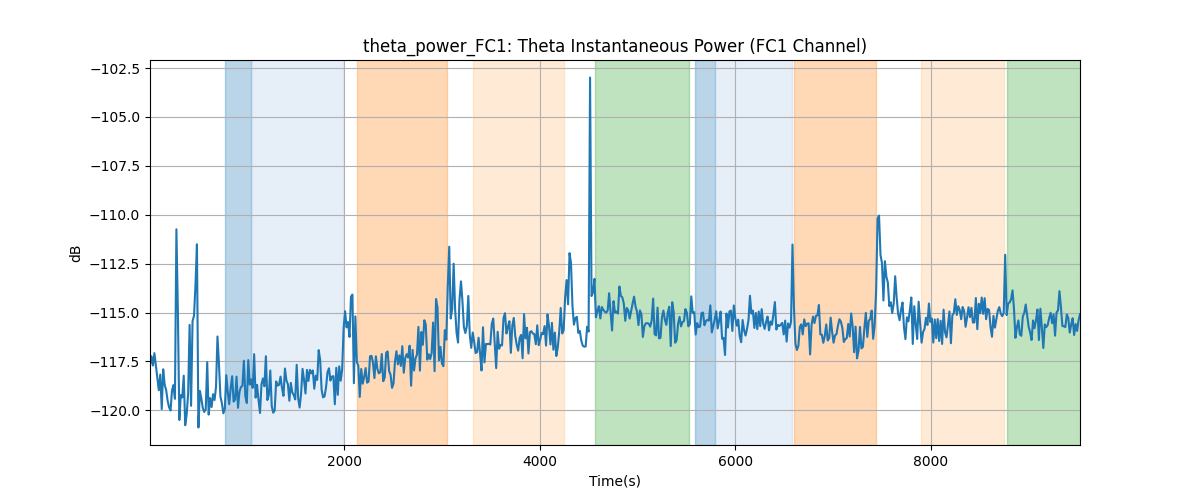 theta_power_FC1: Theta Instantaneous Power (FC1 Channel)
−102.5
−105.0
−107.5
−110.0
−112.5
−115.0
−117.5
−120.0
dB
2000 4000 6000 8000
Time(s)